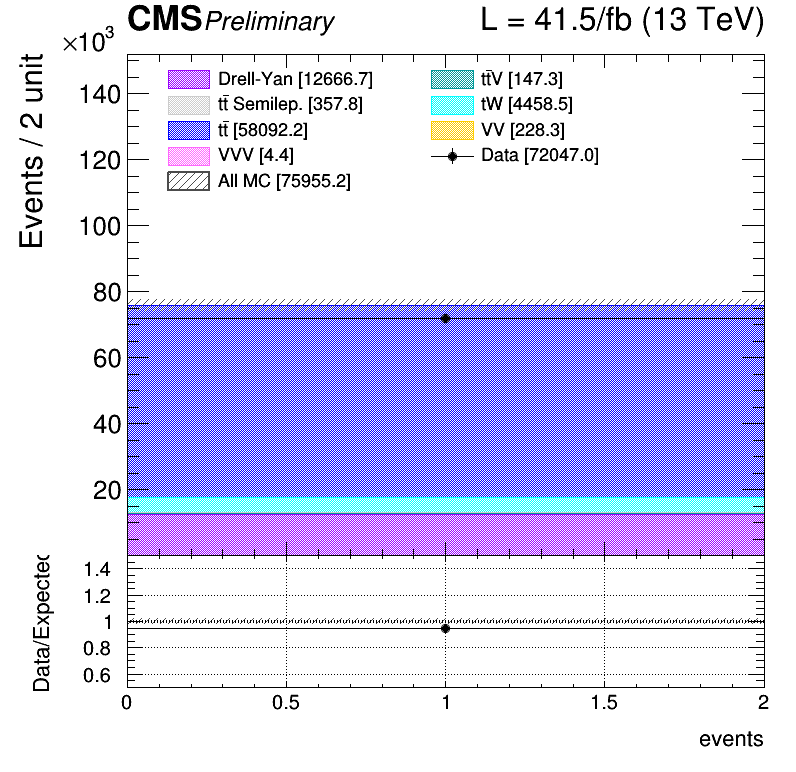 CMS Preliminary L = 41.5/fb (13 TeV)
×10³
Events / 2 unit
140
120
100
80
60
40
20
Drell-Yan [12666.7]
tt̄ Semilep. [357.8]
tt̄ [58092.2]
VVV [4.4]
All MC [75955.2]
tt̄V [147.3]
tW [4458.5]
VV [228.3]
Data [72047.0]
Data/Expected
1.4
1.2
1
0.8
0.6
0 0.5 1 1.5 2
events